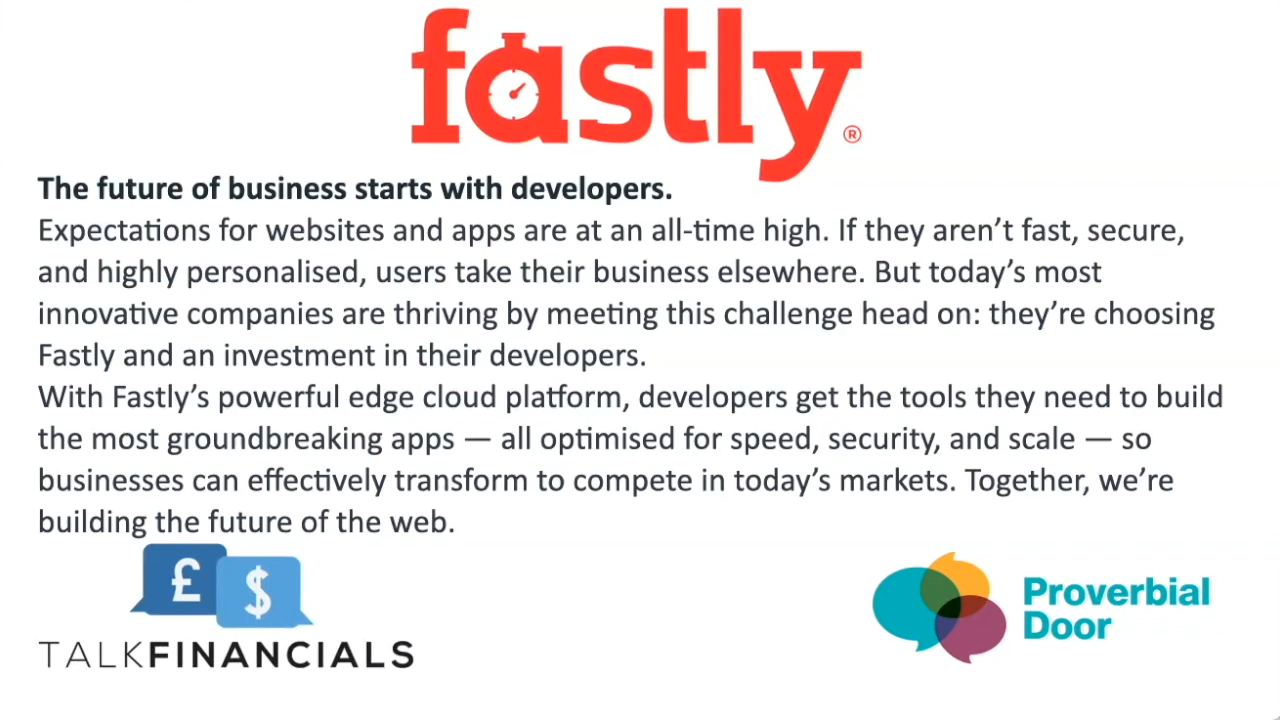 fastly®
The future of business starts with developers.
Expectations for websites and apps are at an all-time high. If they aren’t fast, secure,
and highly personalised, users take their business elsewhere. But today’s most
innovative companies are thriving by meeting this challenge head on: they’re choosing
Fastly and an investment in their developers.
With Fastly’s powerful edge cloud platform, developers get the tools they need to build
the most groundbreaking apps — all optimised for speed, security, and scale — so
businesses can effectively transform to compete in today’s markets. Together, we’re
building the future of the web.
£ $
TALKFINANCIALS
Proverbial
Door